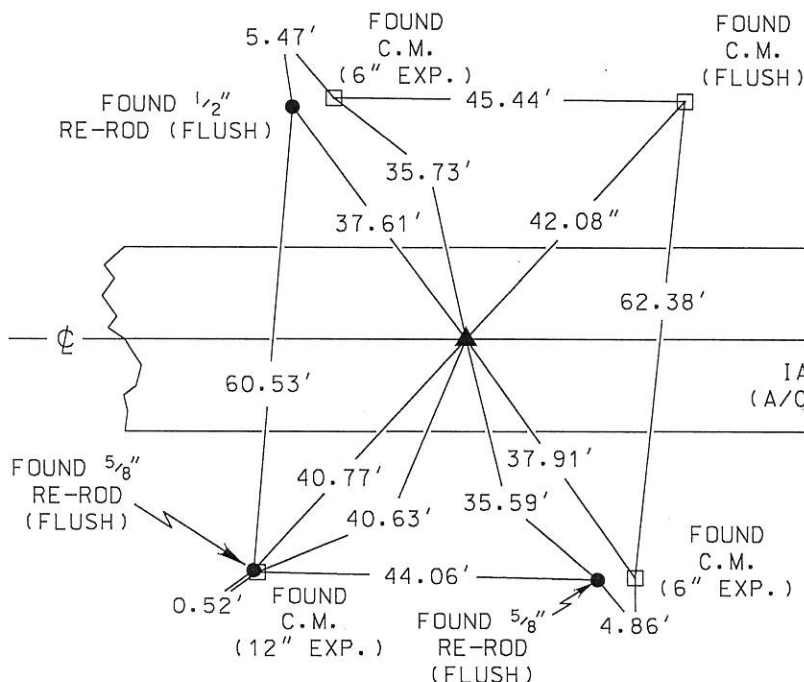 5.47'
FOUND
C.M.
(6" EXP.)
FOUND
C.M.
(FLUSH)
FOUND 1/2"
RE-ROD (FLUSH)
45.44'
35.73'
37.61'
42.08"
62.38'
℄
60.53'
IA
(A/Q
FOUND 5/8"
RE-ROD
(FLUSH)
40.77'
40.63'
37.91'
35.59'
FOUND
C.M.
(6" EXP.)
0.52'
FOUND
C.M.
(12" EXP.)
44.06'
FOUND 5/8"
RE-ROD
(FLUSH)
4.86'